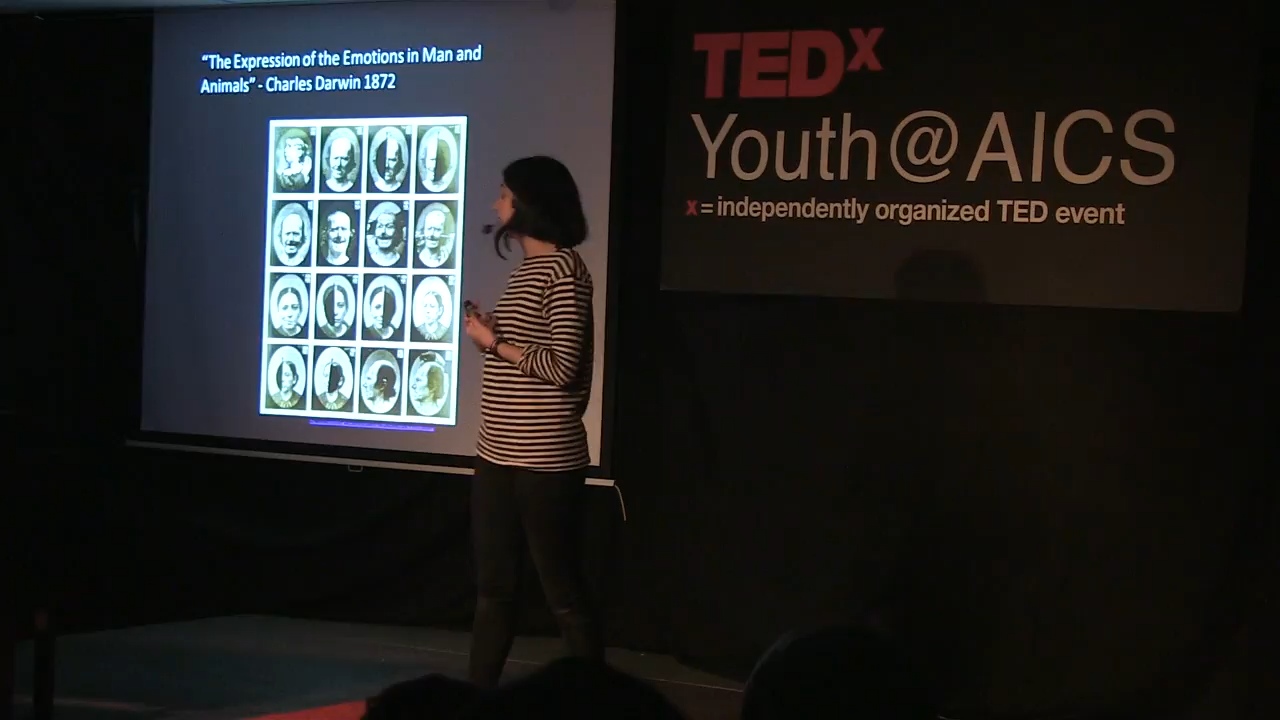 “The Expression of the Emotions in Man and
Animals” - Charles Darwin 1872
TEDx
Youth@AICS
x = independently organized TED event